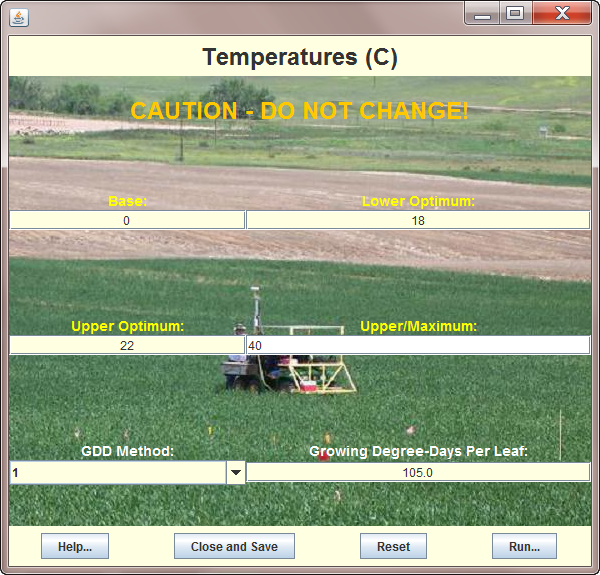 Temperatures (C)
CAUTION - DO NOT CHANGE!
Base: Lower Optimum:
0 18
Upper Optimum: Upper/Maximum:
22 40
GDD Method: Growing Degree-Days Per Leaf:
1 105.0
Help... Close and Save Reset Run...